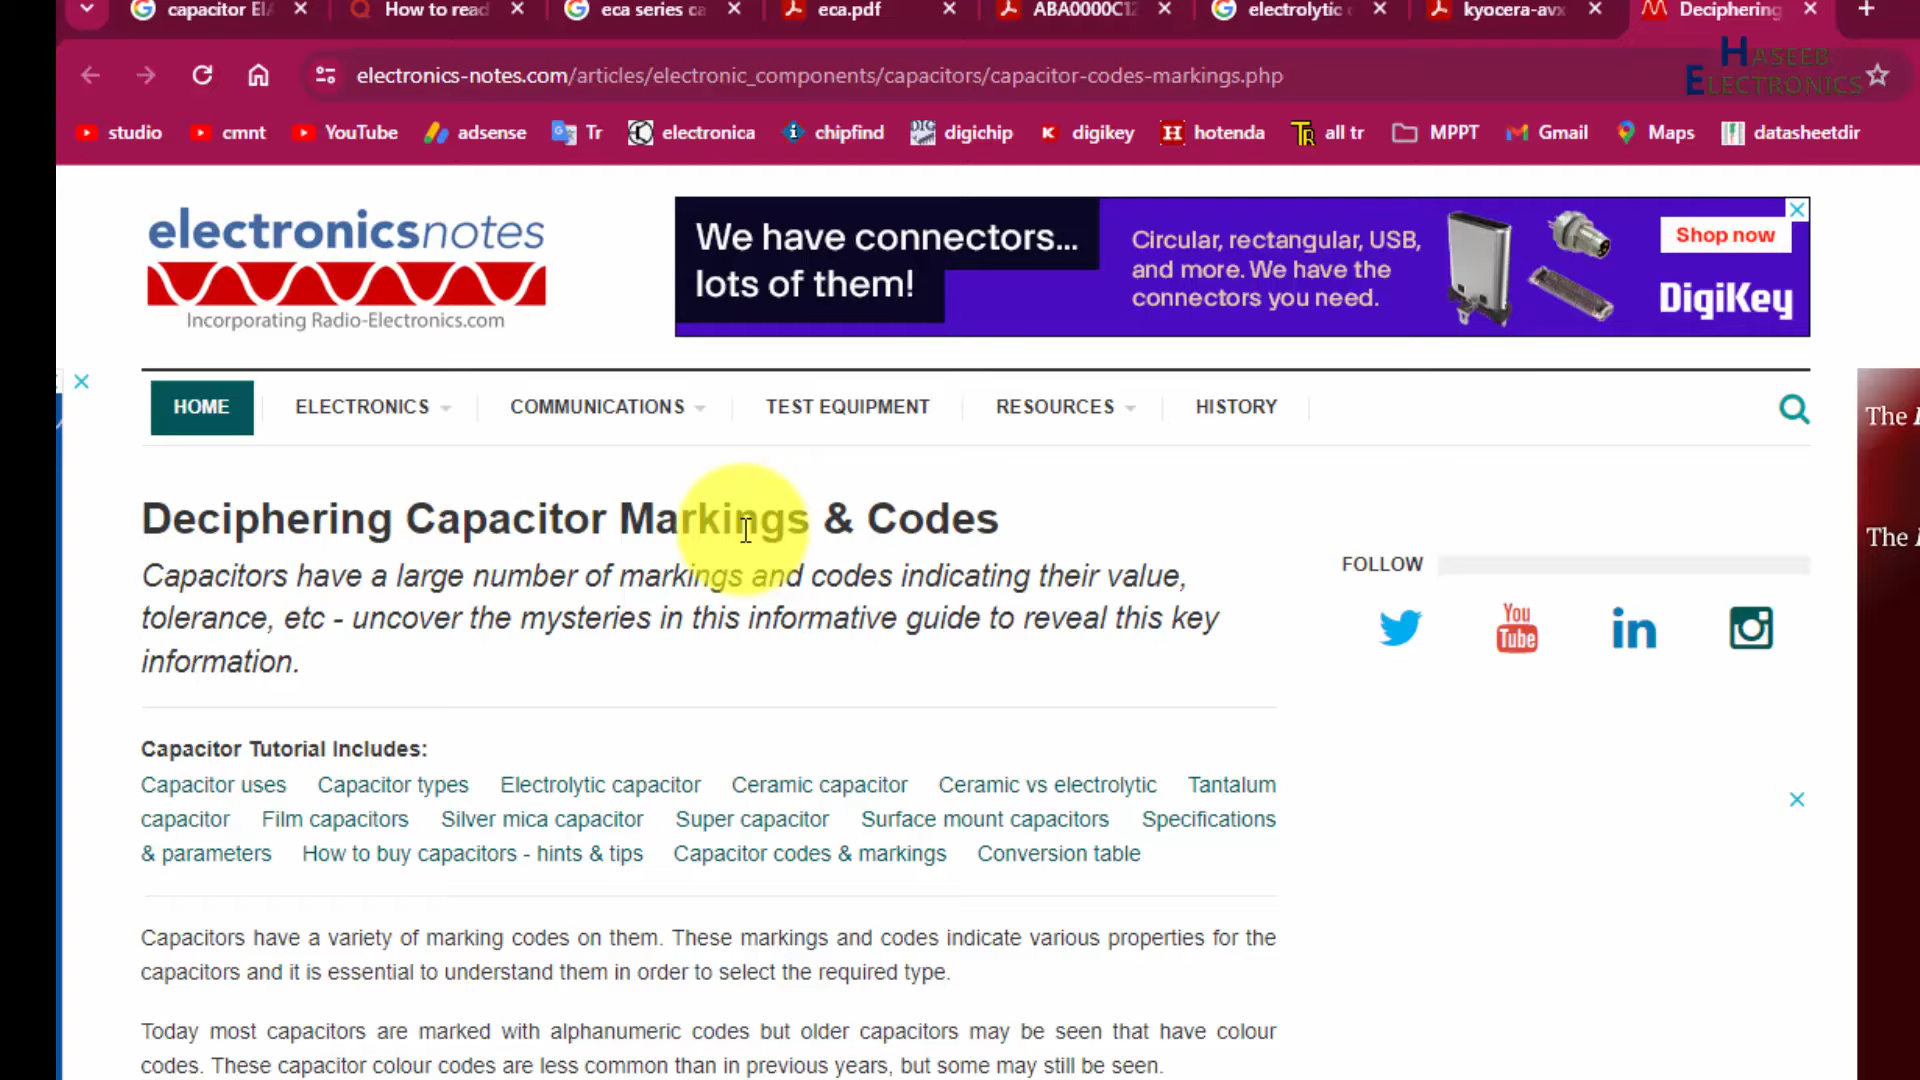 capacitor EIA
How to read
eca series ca
eca.pdf
ABA0000C12
electrolytic c
kyocera-avx
Deciphering
electronics-notes.com/articles/electronic_components/capacitors/capacitor-codes-markings.php
HASEEB
ELECTRONICS
studio
cmnt
YouTube
adsense
Tr
electronica
chipfind
digichip
digikey
hotenda
all tr
MPPT
Gmail
Maps
datasheetdir
electronicsnotes
Incorporating Radio-Electronics.com
We have connectors...
lots of them!
Circular, rectangular, USB,
and more. We have the
connectors you need.
Shop now
DigiKey
HOME
ELECTRONICS
COMMUNICATIONS
TEST EQUIPMENT
RESOURCES
HISTORY
The
The
Deciphering Capacitor Markings & Codes
Capacitors have a large number of markings and codes indicating their value,
tolerance, etc - uncover the mysteries in this informative guide to reveal this key
information.
FOLLOW
You
Tube
in
Capacitor Tutorial Includes:
Capacitor uses Capacitor types Electrolytic capacitor Ceramic capacitor Ceramic vs electrolytic Tantalum
capacitor Film capacitors Silver mica capacitor Super capacitor Surface mount capacitors Specifications
& parameters How to buy capacitors - hints & tips Capacitor codes & markings Conversion table
Capacitors have a variety of marking codes on them. These markings and codes indicate various properties for the
capacitors and it is essential to understand them in order to select the required type.
Today most capacitors are marked with alphanumeric codes but older capacitors may be seen that have colour
codes. These capacitor colour codes are less common than in previous years, but some may still be seen.